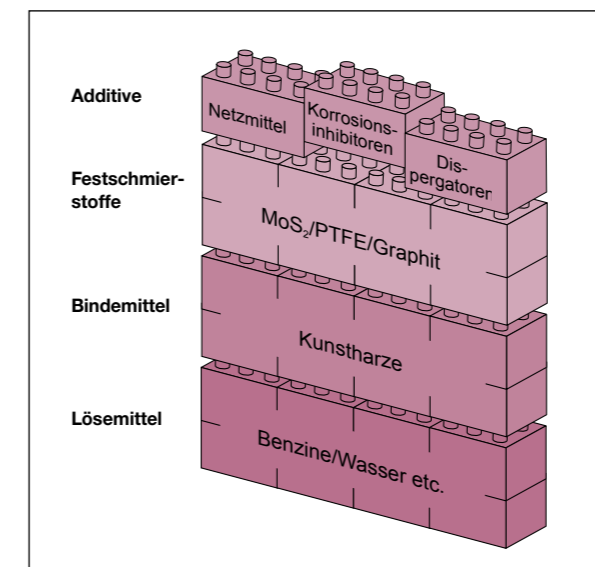 Additive
Netzmittel
Korrosions-
inhibitoren
Dis-
pergatoren
Festschmier-
stoffe
MoS₂/PTFE/Graphit
Bindemittel
Kunstharze
Lösemittel
Benzine/Wasser etc.